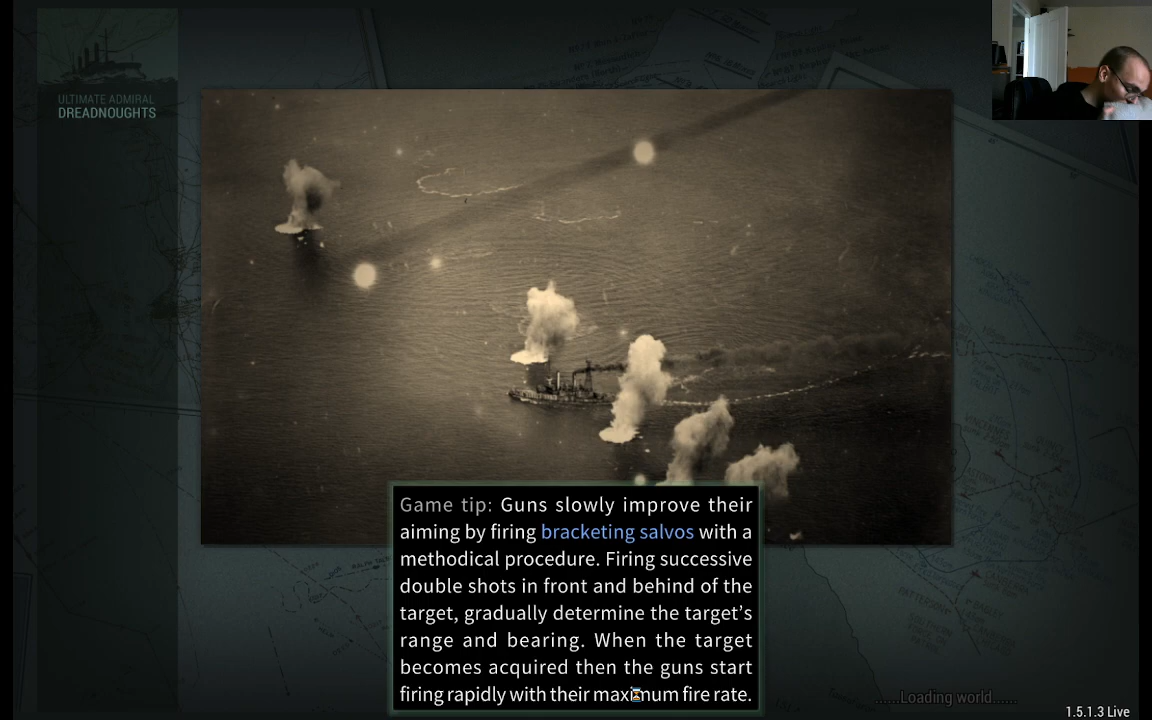 ULTIMATE ADMIRAL
DREADNOUGHTS
Game tip: Guns slowly improve their
aiming by firing bracketing salvos with a
methodical procedure. Firing successive
double shots in front and behind of the
target, gradually determine the target's
range and bearing. When the target
becomes acquired then the guns start
firing rapidly with their maximum fire rate.
.....Loading world.....
1.5.1.3 Live